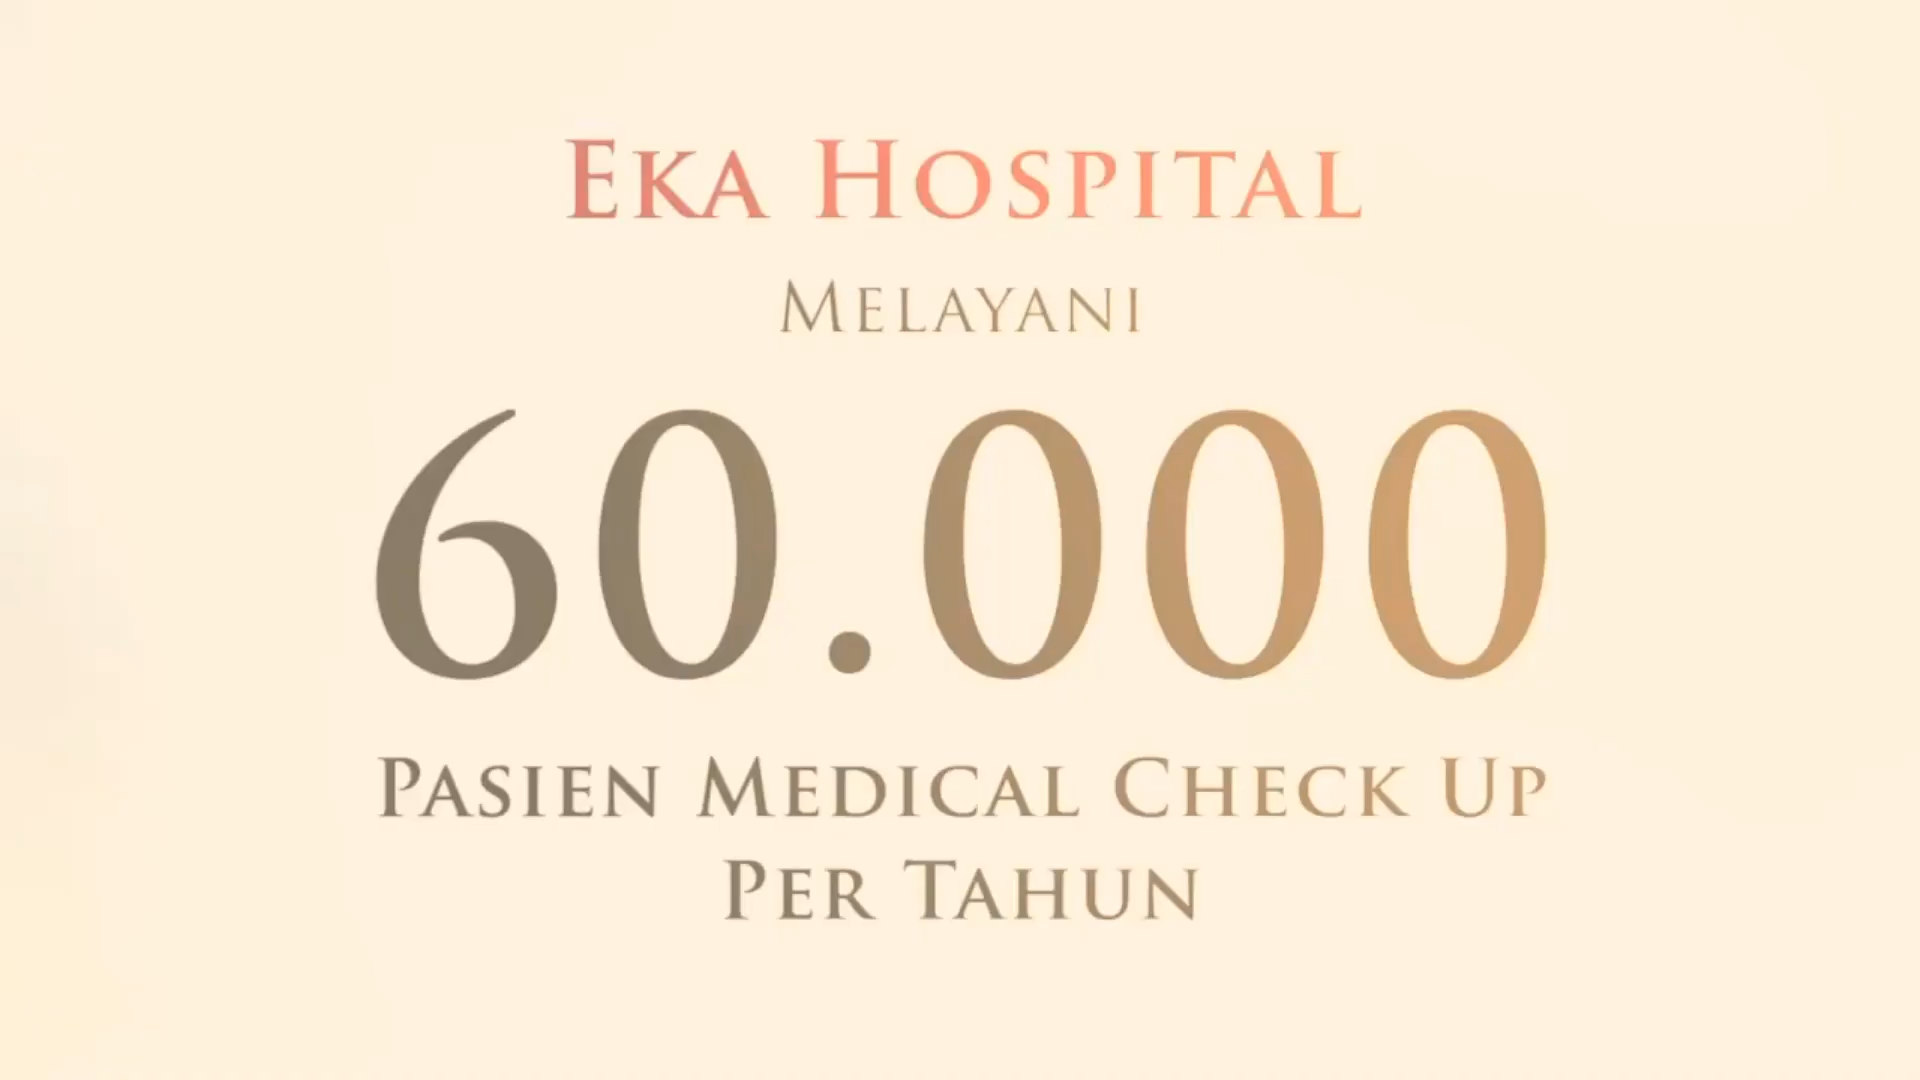 Eka Hospital
Melayani
60.000
Pasien Medical Check Up
Per Tahun